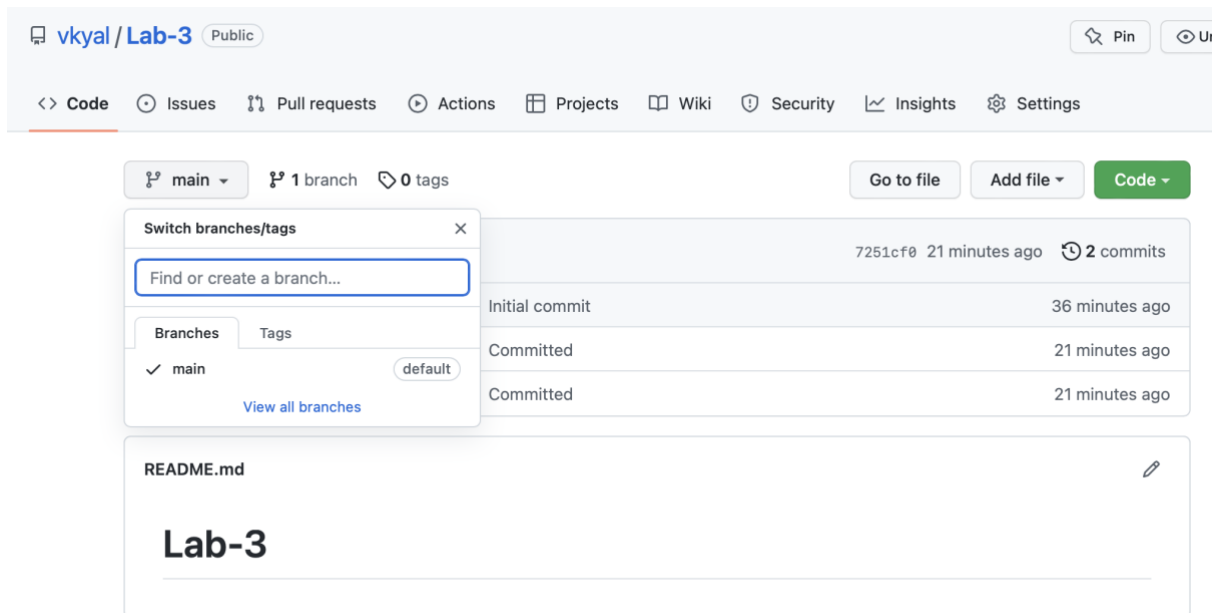 vkyal / Lab-3 Public
Pin
Code Issues Pull requests Actions Projects Wiki Security Insights Settings
main 1 branch 0 tags Go to file Add file Code
Switch branches/tags
Find or create a branch...
Branches Tags
main default
View all branches
7251cf0 21 minutes ago 2 commits
Initial commit 36 minutes ago
Committed 21 minutes ago
Committed 21 minutes ago
README.md
Lab-3